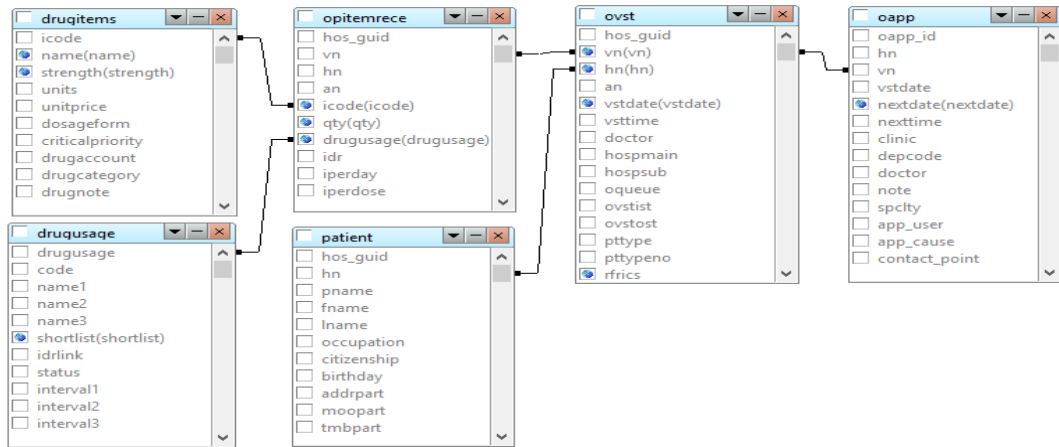 drugitems
icode
name(name)
strength(strength)
units
unitprice
dosageform
criticalpriority
drugaccount
drugcategory
drugnote
opitemrece
hos_guid
vn
hn
an
icode(icode)
qty(qty)
drugusage(drugusage)
idr
iperday
iperdose
ovst
hos_guid
vn(vn)
hn(hn)
an
vstdate(vstdate)
vsttime
doctor
hospmain
hospsub
oqueue
ovstist
ovstost
pttype
pttypeno
rfrics
oapp
oapp_id
hn
vn
vstdate
nextdate(nextdate)
nexttime
clinic
depcode
doctor
note
spclty
app_user
app_cause
contact_point
drugusage
drugusage
code
name1
name2
name3
shortlist(shortlist)
idrlink
status
interval1
interval2
interval3
patient
hos_guid
hn
pname
fname
lname
occupation
citizenship
birthday
addrpart
moopart
tmbpart